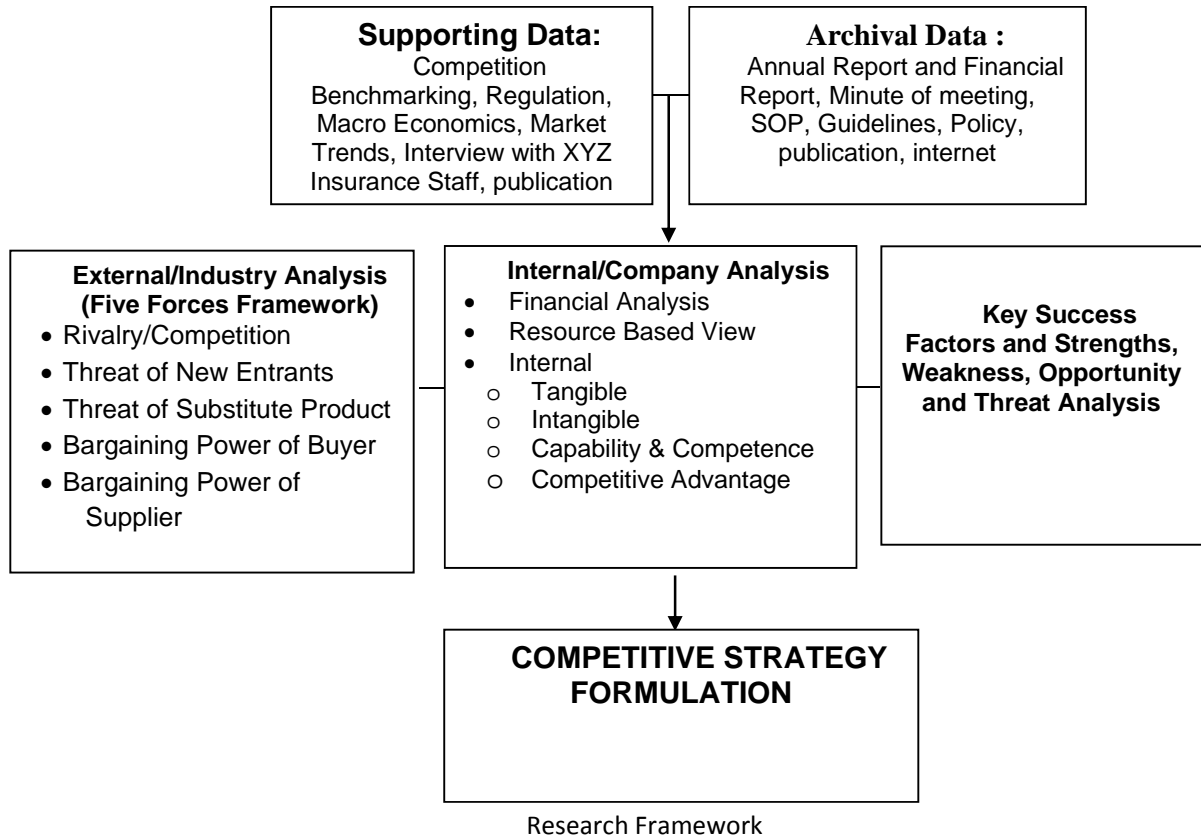 Supporting Data:
Competition
Benchmarking, Regulation,
Macro Economics, Market
Trends, Interview with XYZ
Insurance Staff, publication
Archival Data :
Annual Report and Financial
Report, Minute of meeting,
SOP, Guidelines, Policy,
publication, internet
External/Industry Analysis
(Five Forces Framework)
• Rivalry/Competition
• Threat of New Entrants
• Threat of Substitute Product
• Bargaining Power of Buyer
• Bargaining Power of
Supplier
Internal/Company Analysis
• Financial Analysis
• Resource Based View
• Internal
o Tangible
o Intangible
o Capability & Competence
o Competitive Advantage
Key Success
Factors and Strengths,
Weakness, Opportunity
and Threat Analysis
COMPETITIVE STRATEGY
FORMULATION
Research Framework